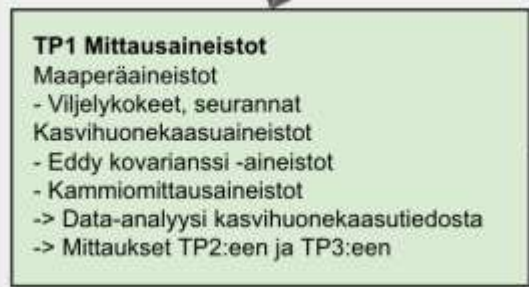 TP1 Mittausaineistot
Maaperäaineistot
- Viljelykokeet, seurannat
Kasvihuonekaasuaineistot
- Eddy kovarianssi -aineistot
- Kammiomittausaineistot
-> Data-analyysi kasvihuonekaasutiedosta
-> Mittaukset TP2:een ja TP3:een